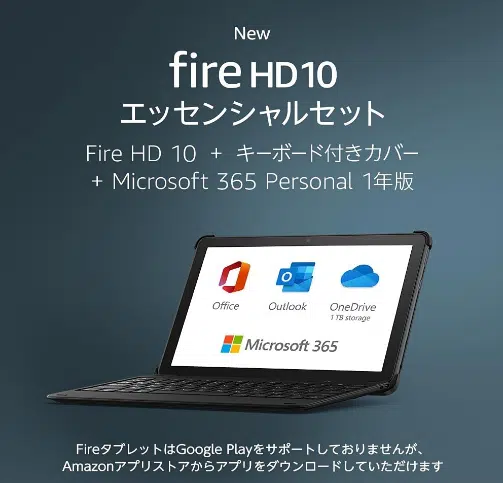 New
fire HD 10
エッセンシャルセット
Fire HD 10 + キーボード付きカバー
+ Microsoft 365 Personal 1年版
Office Outlook OneDrive
1 TB storage
Microsoft 365
FireタブレットはGoogle Playをサポートしておりませんが、
Amazonアプリストアからアプリをダウンロードしていただけます